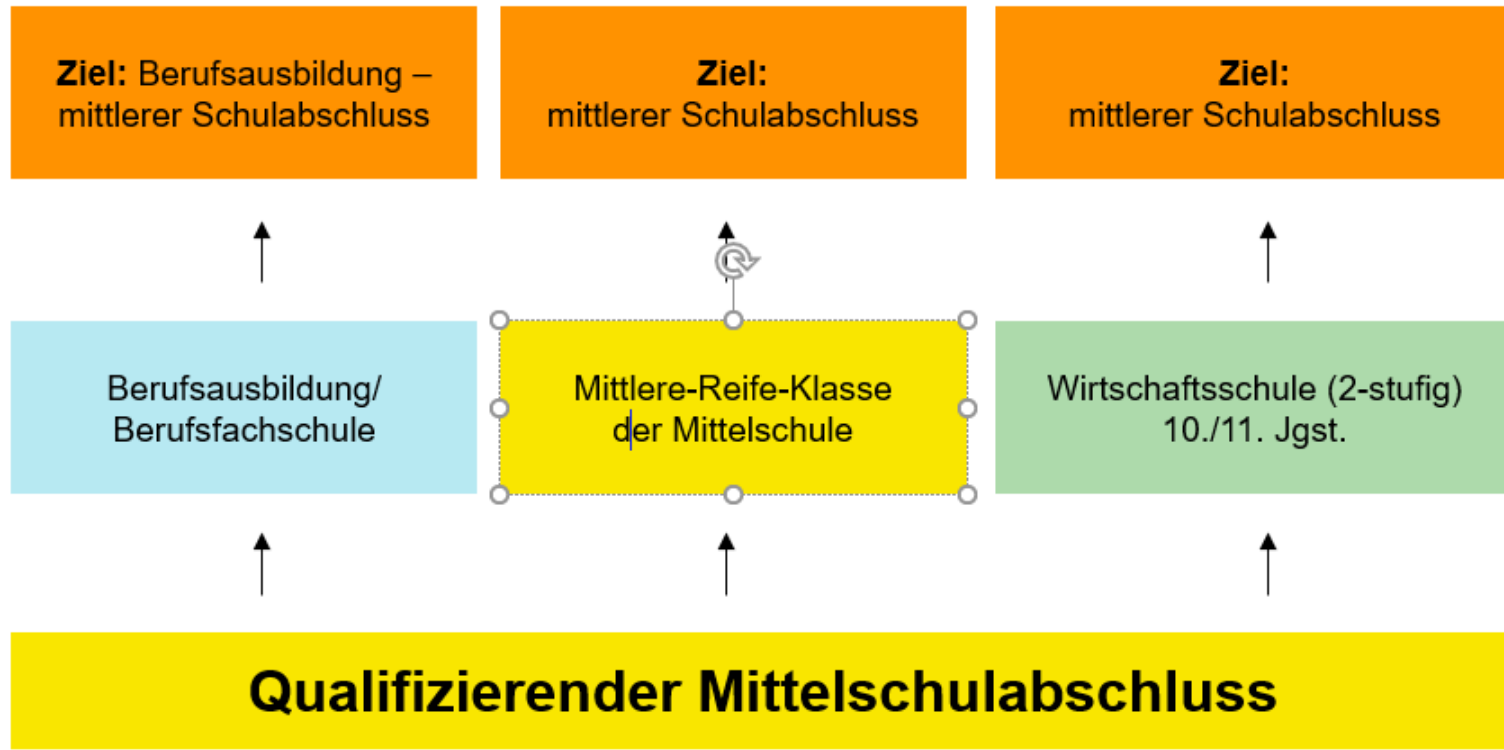 Ziel: Berufsausbildung –
mittlerer Schulabschluss
Ziel:
mittlerer Schulabschluss
Ziel:
mittlerer Schulabschluss
Berufsausbildung/
Berufsfachschule
Mittlere-Reife-Klasse
der Mittelschule
Wirtschaftsschule (2-stufig)
10./11. Jgst.
Qualifizierender Mittelschulabschluss